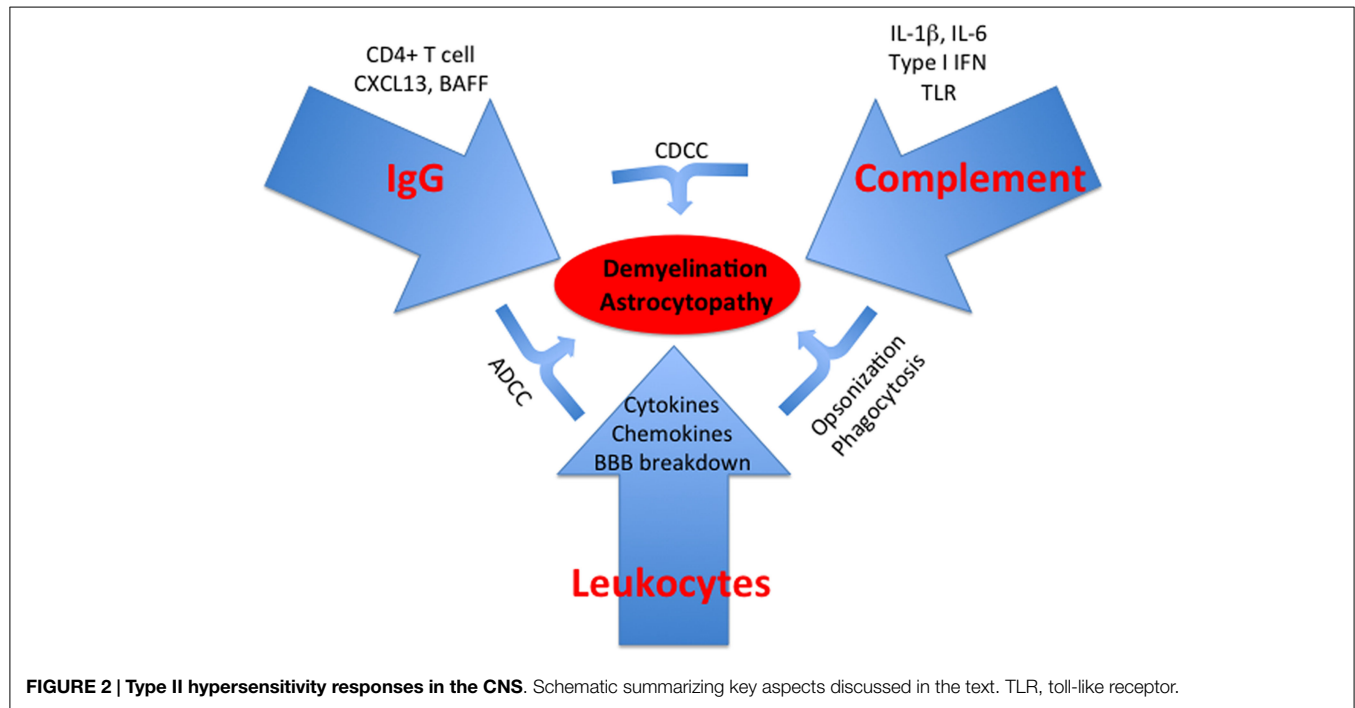 CD4+ T cell
CXCL13, BAFF
IL-1β, IL-6
Type I IFN
TLR
IgG
CDCC
Complement
Demyelination
Astrocytopathy
ADCC
Opsonization
Phagocytosis
Cytokines
Chemokines
BBB breakdown
Leukocytes
FIGURE 2 | Type II hypersensitivity responses in the CNS. Schematic summarizing key aspects discussed in the text. TLR, toll-like receptor.